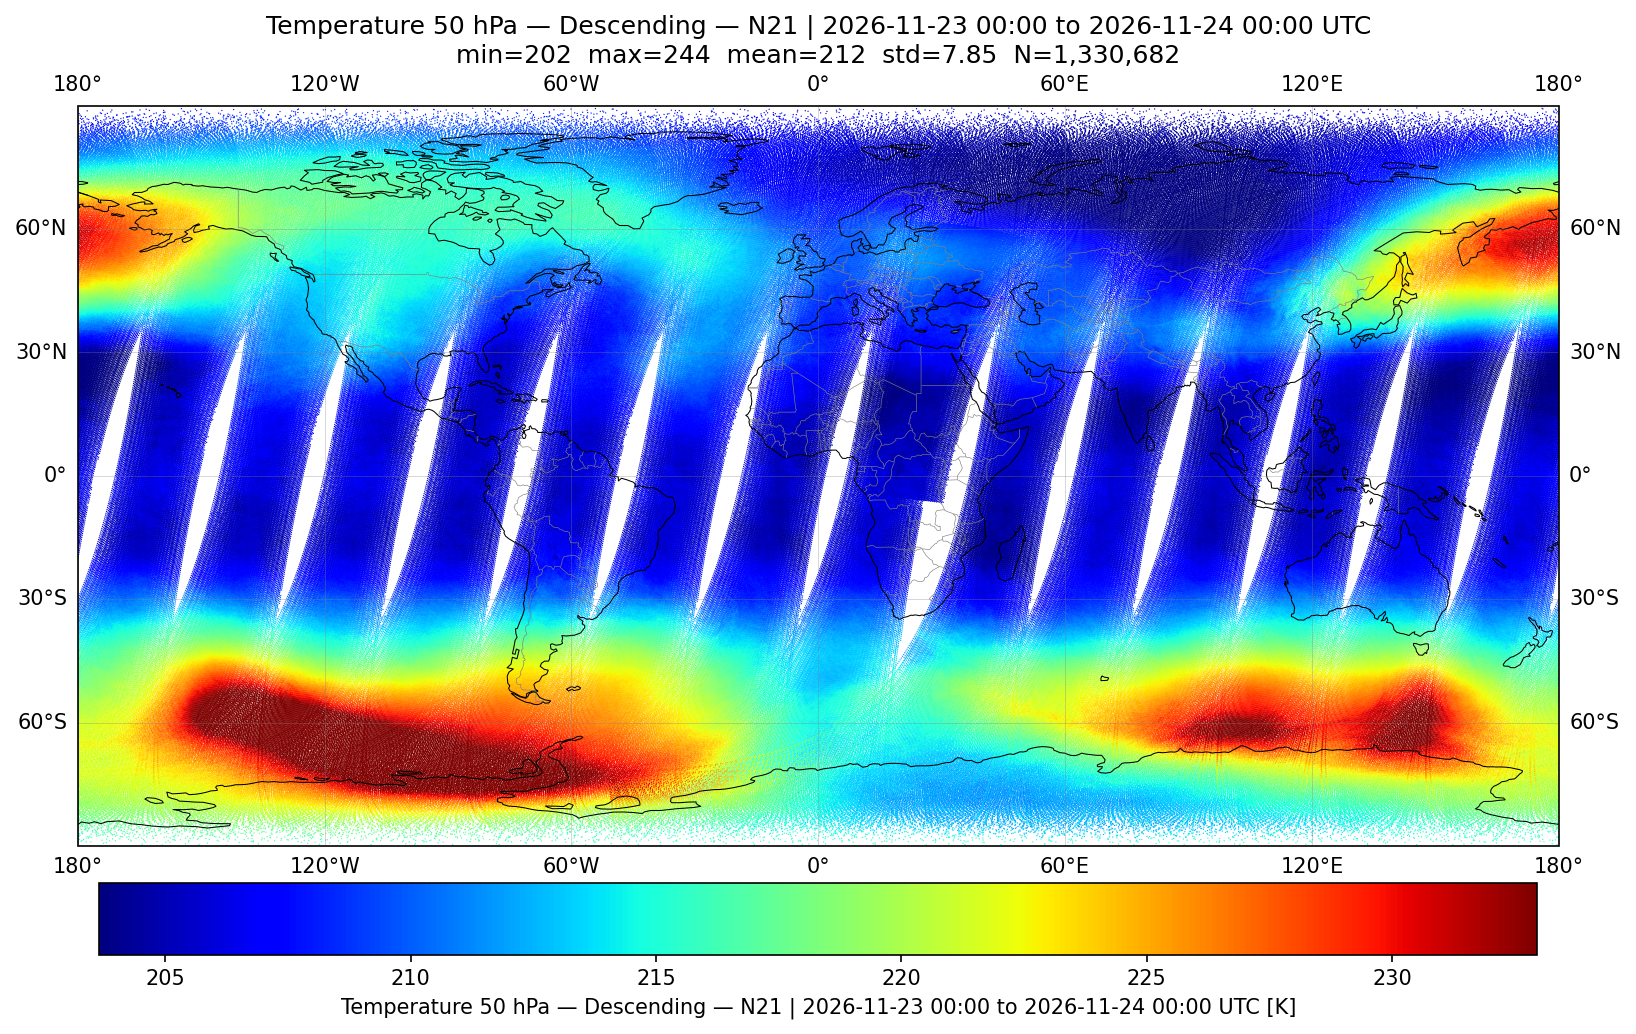 Temperature 50 hPa — Descending — N21 | 2026-11-23 00:00 to 2026-11-24 00:00 UTC
min=202 max=244 mean=212 std=7.85 N=1,330,682
180° 120°W 60°W 0° 60°E 120°E 180°
60°N 60°N
30°N 30°N
0° 0°
30°S 30°S
60°S 60°S
180° 120°W 60°W 0° 60°E 120°E 180°
205 210 215 220 225 230
Temperature 50 hPa — Descending — N21 | 2026-11-23 00:00 to 2026-11-24 00:00 UTC [K]